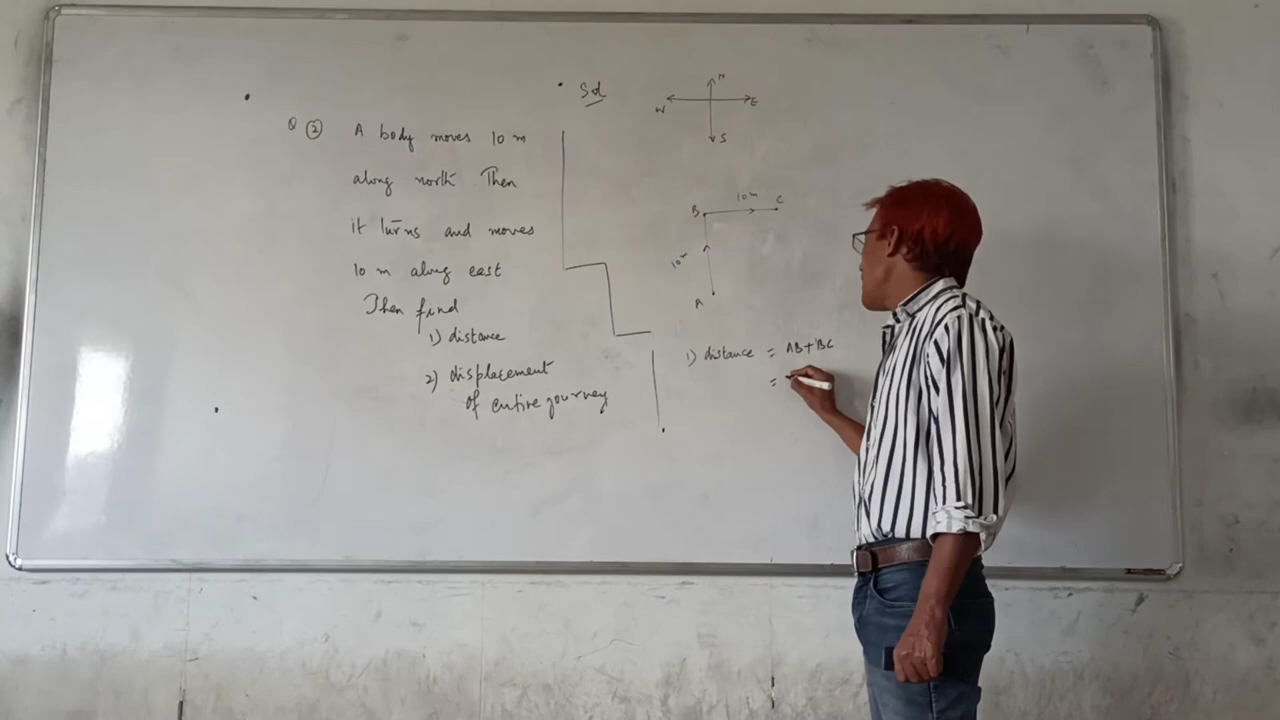 Q ② A body moves 10 m
along north Then
it turns and moves
10 m along east
Then find
1) distance
2) displacement
of entire journey
Sol
N
W E
S
10m
B C
10m
A
1) distance = AB+BC
=